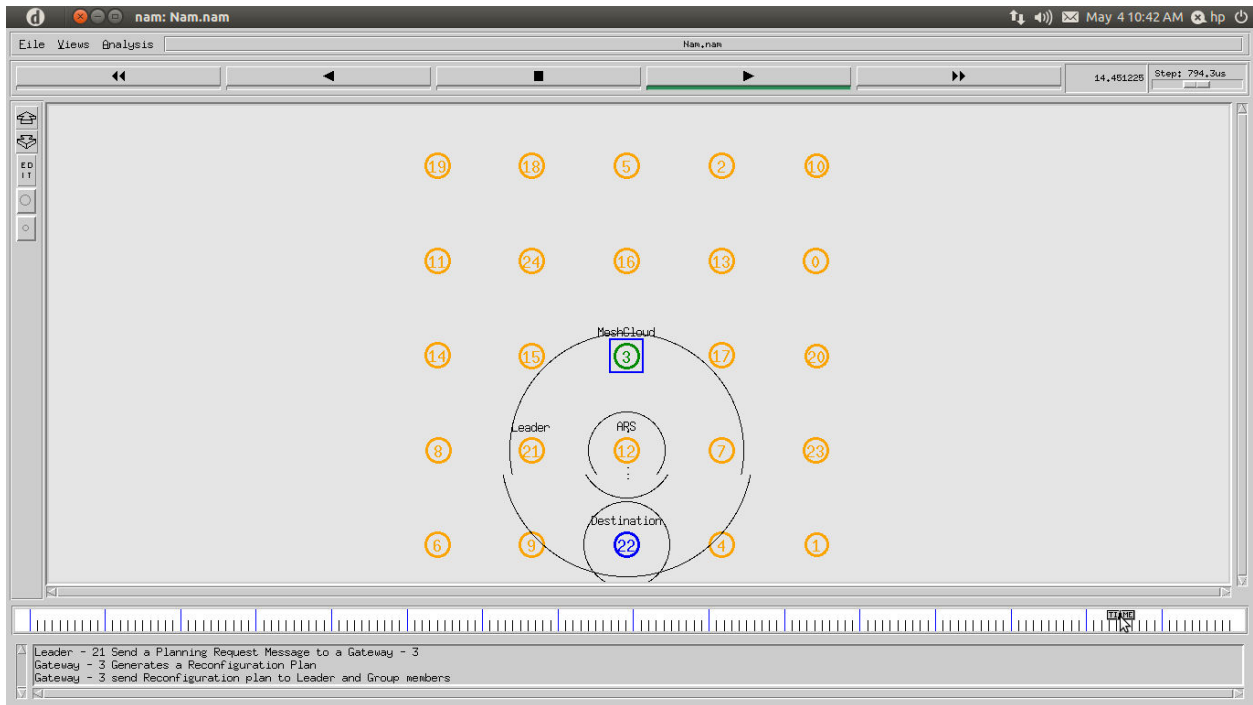 nam: Nam.nam
May 4 10:42 AM
hp
File Views Analysis
Nam.nam
14.451225
Step: 794.3us
ED
IT
19 18 5 2 10
11 24 16 13 0
MeshCloud
14 15 3 17 20
Leader ARS
8 21 12 7 23
Destination
6 9 22 4 1
TIME
Leader - 21 Send a Planning Request Message to a Gateway - 3
Gateway - 3 Generates a Reconfiguration Plan
Gateway - 3 send Reconfiguration plan to Leader and Group members